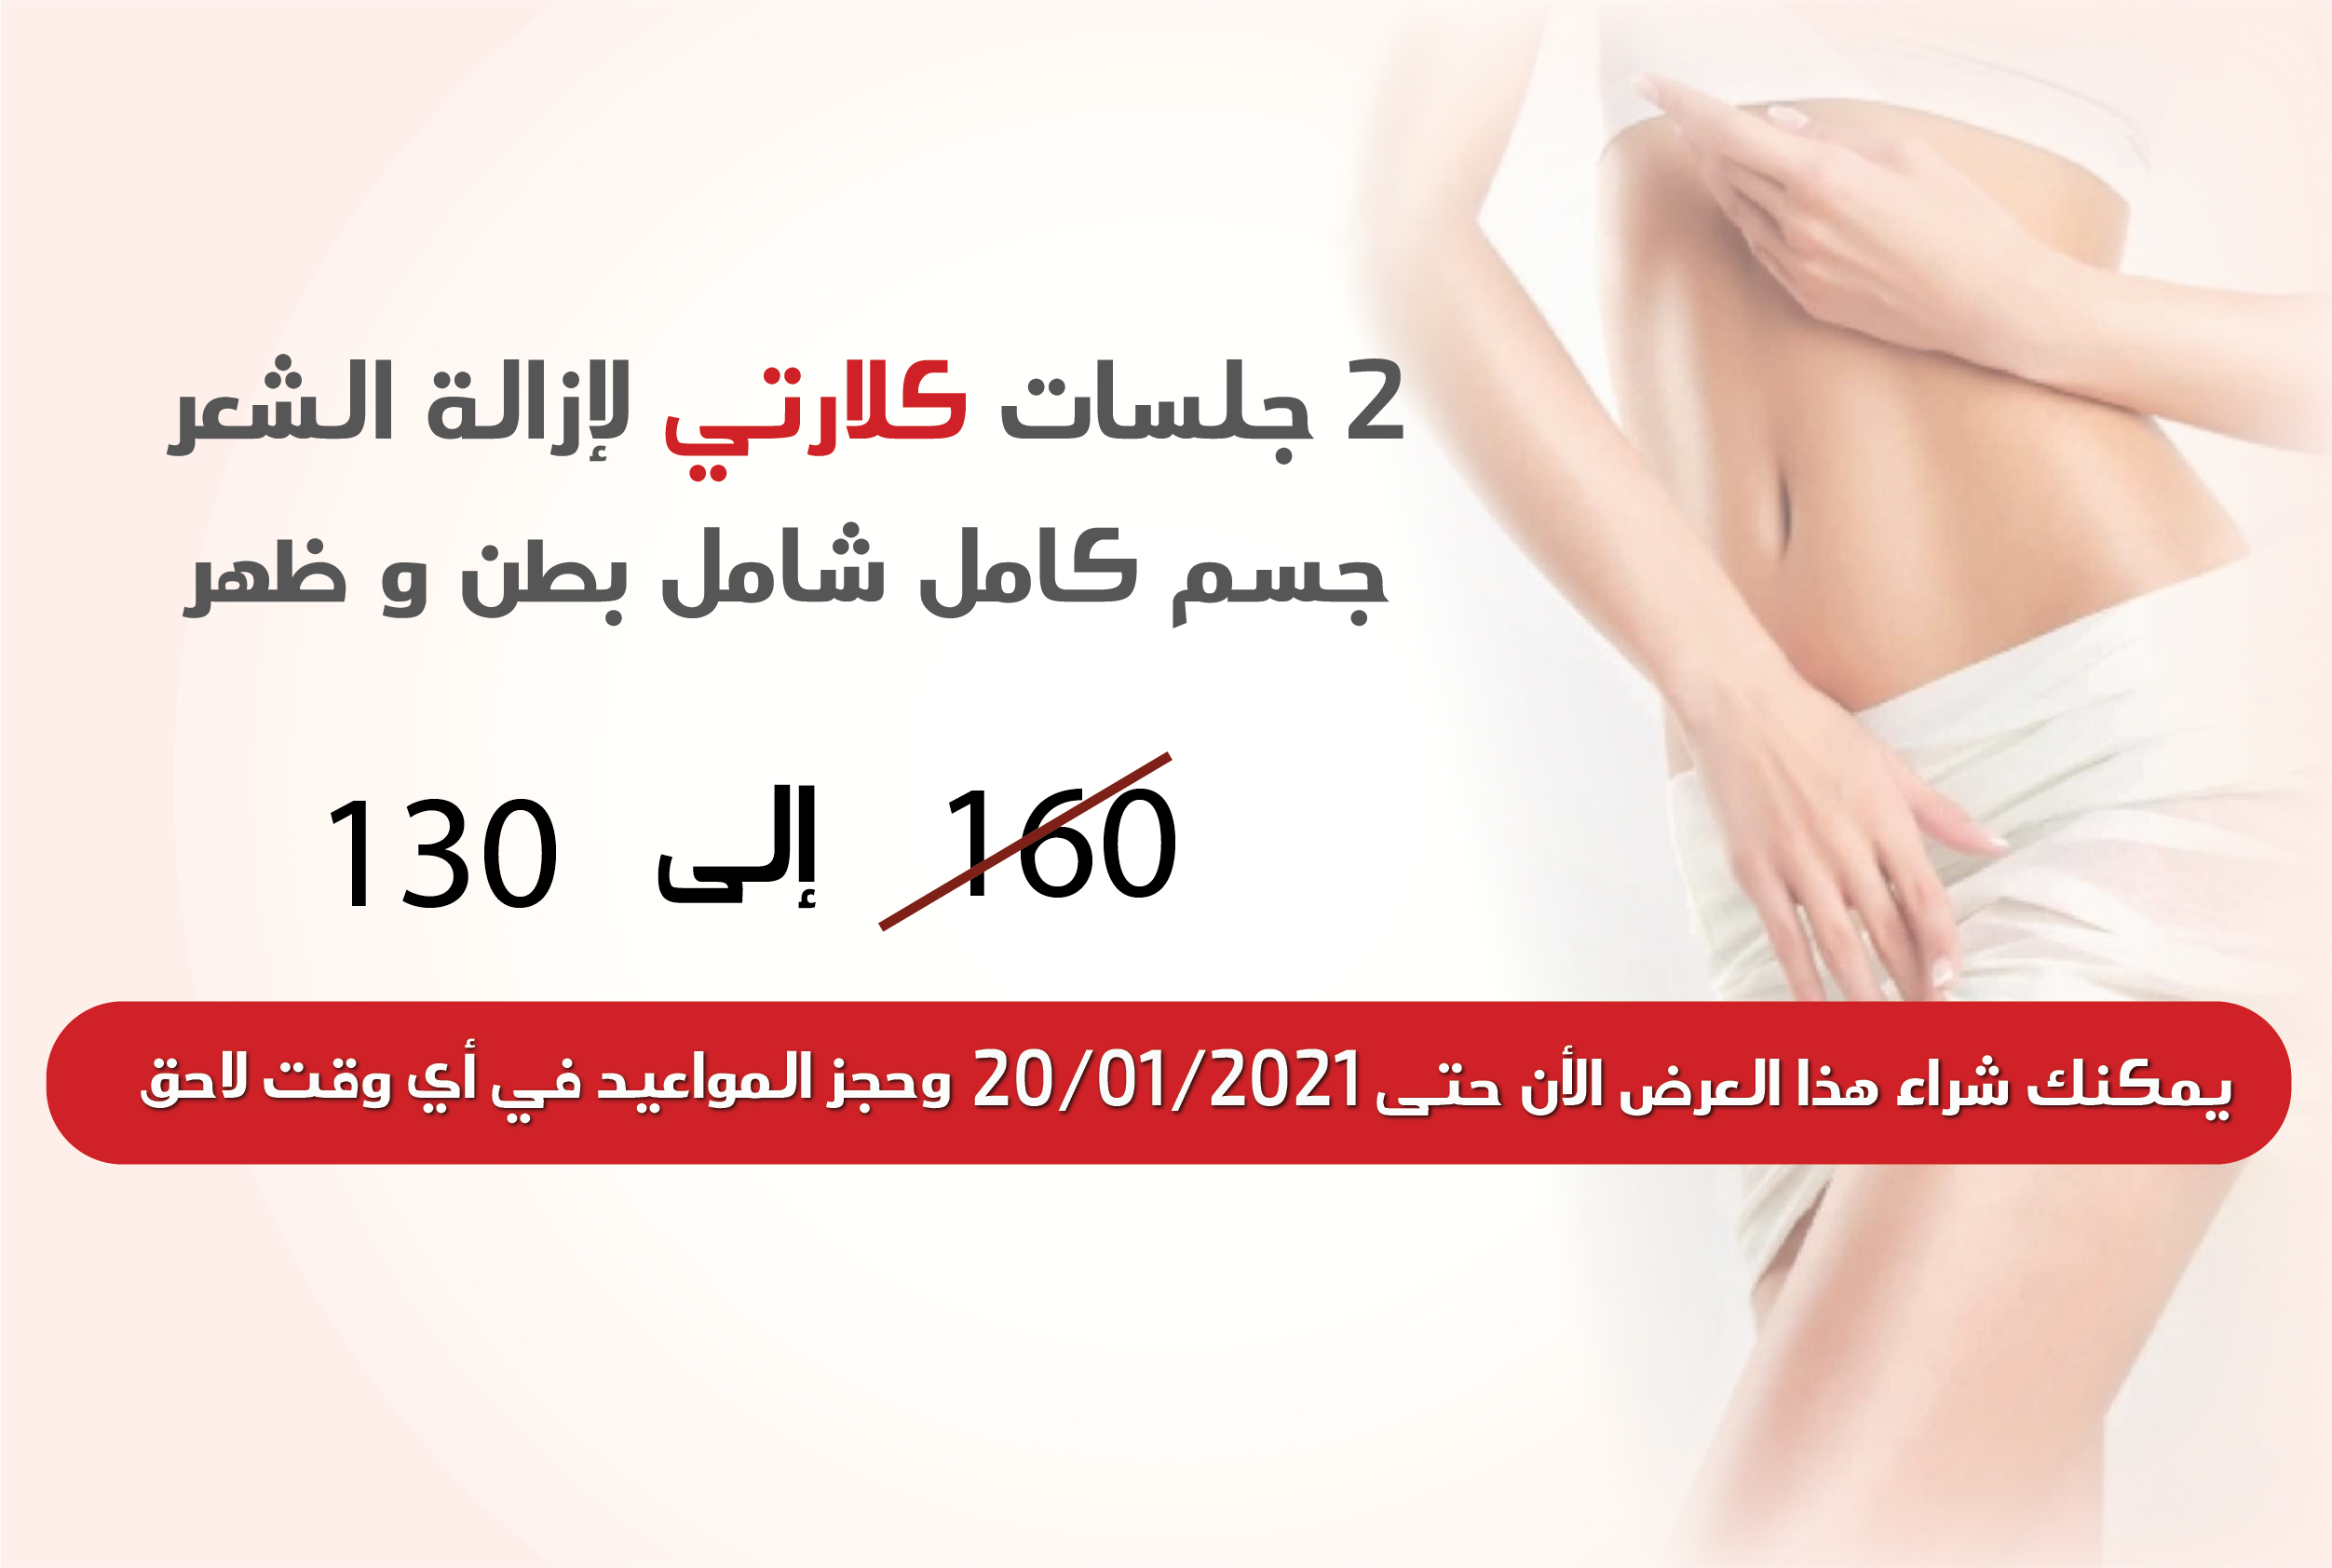 2 جلسات كلارتي لإزالة الشعر
جسم كامل شامل بطن و ظهر
160 إلى 130
يمكنك شراء هذا العرض الأن حتى 20/01/2021 وحجز المواعيد في أي وقت لاحق